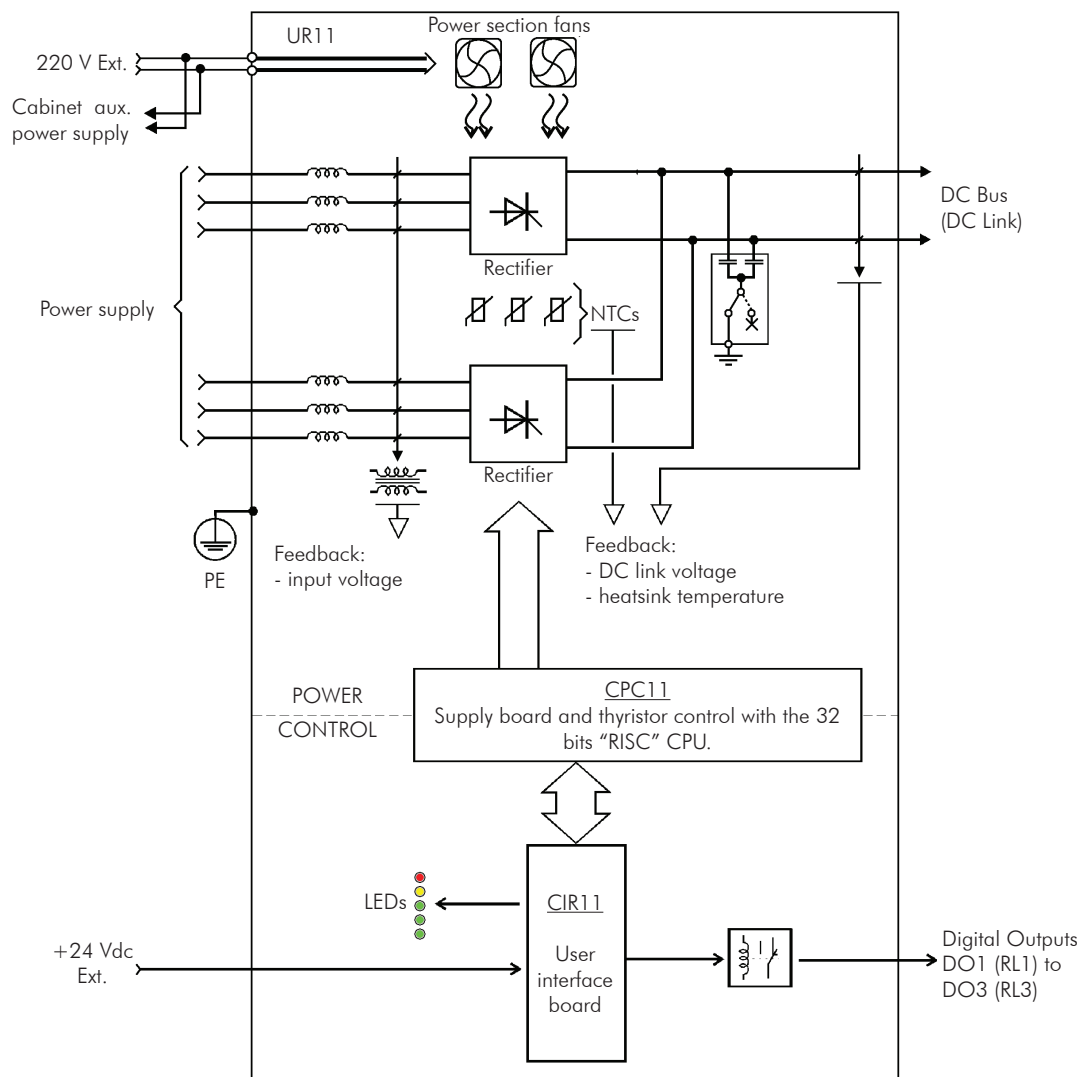 Power section fans
UR11
220 V Ext.
Cabinet aux.
power supply
DC Bus
(DC Link)
Rectifier
Power supply
NTCs
Rectifier
PE
Feedback:
- input voltage
Feedback:
- DC link voltage
- heatsink temperature
POWER
CONTROL
CPC11
Supply board and thyristor control with the 32
bits “RISC” CPU.
LEDs
CIR11
User
interface
board
+24 Vdc
Ext.
Digital Outputs
DO1 (RL1) to
DO3 (RL3)